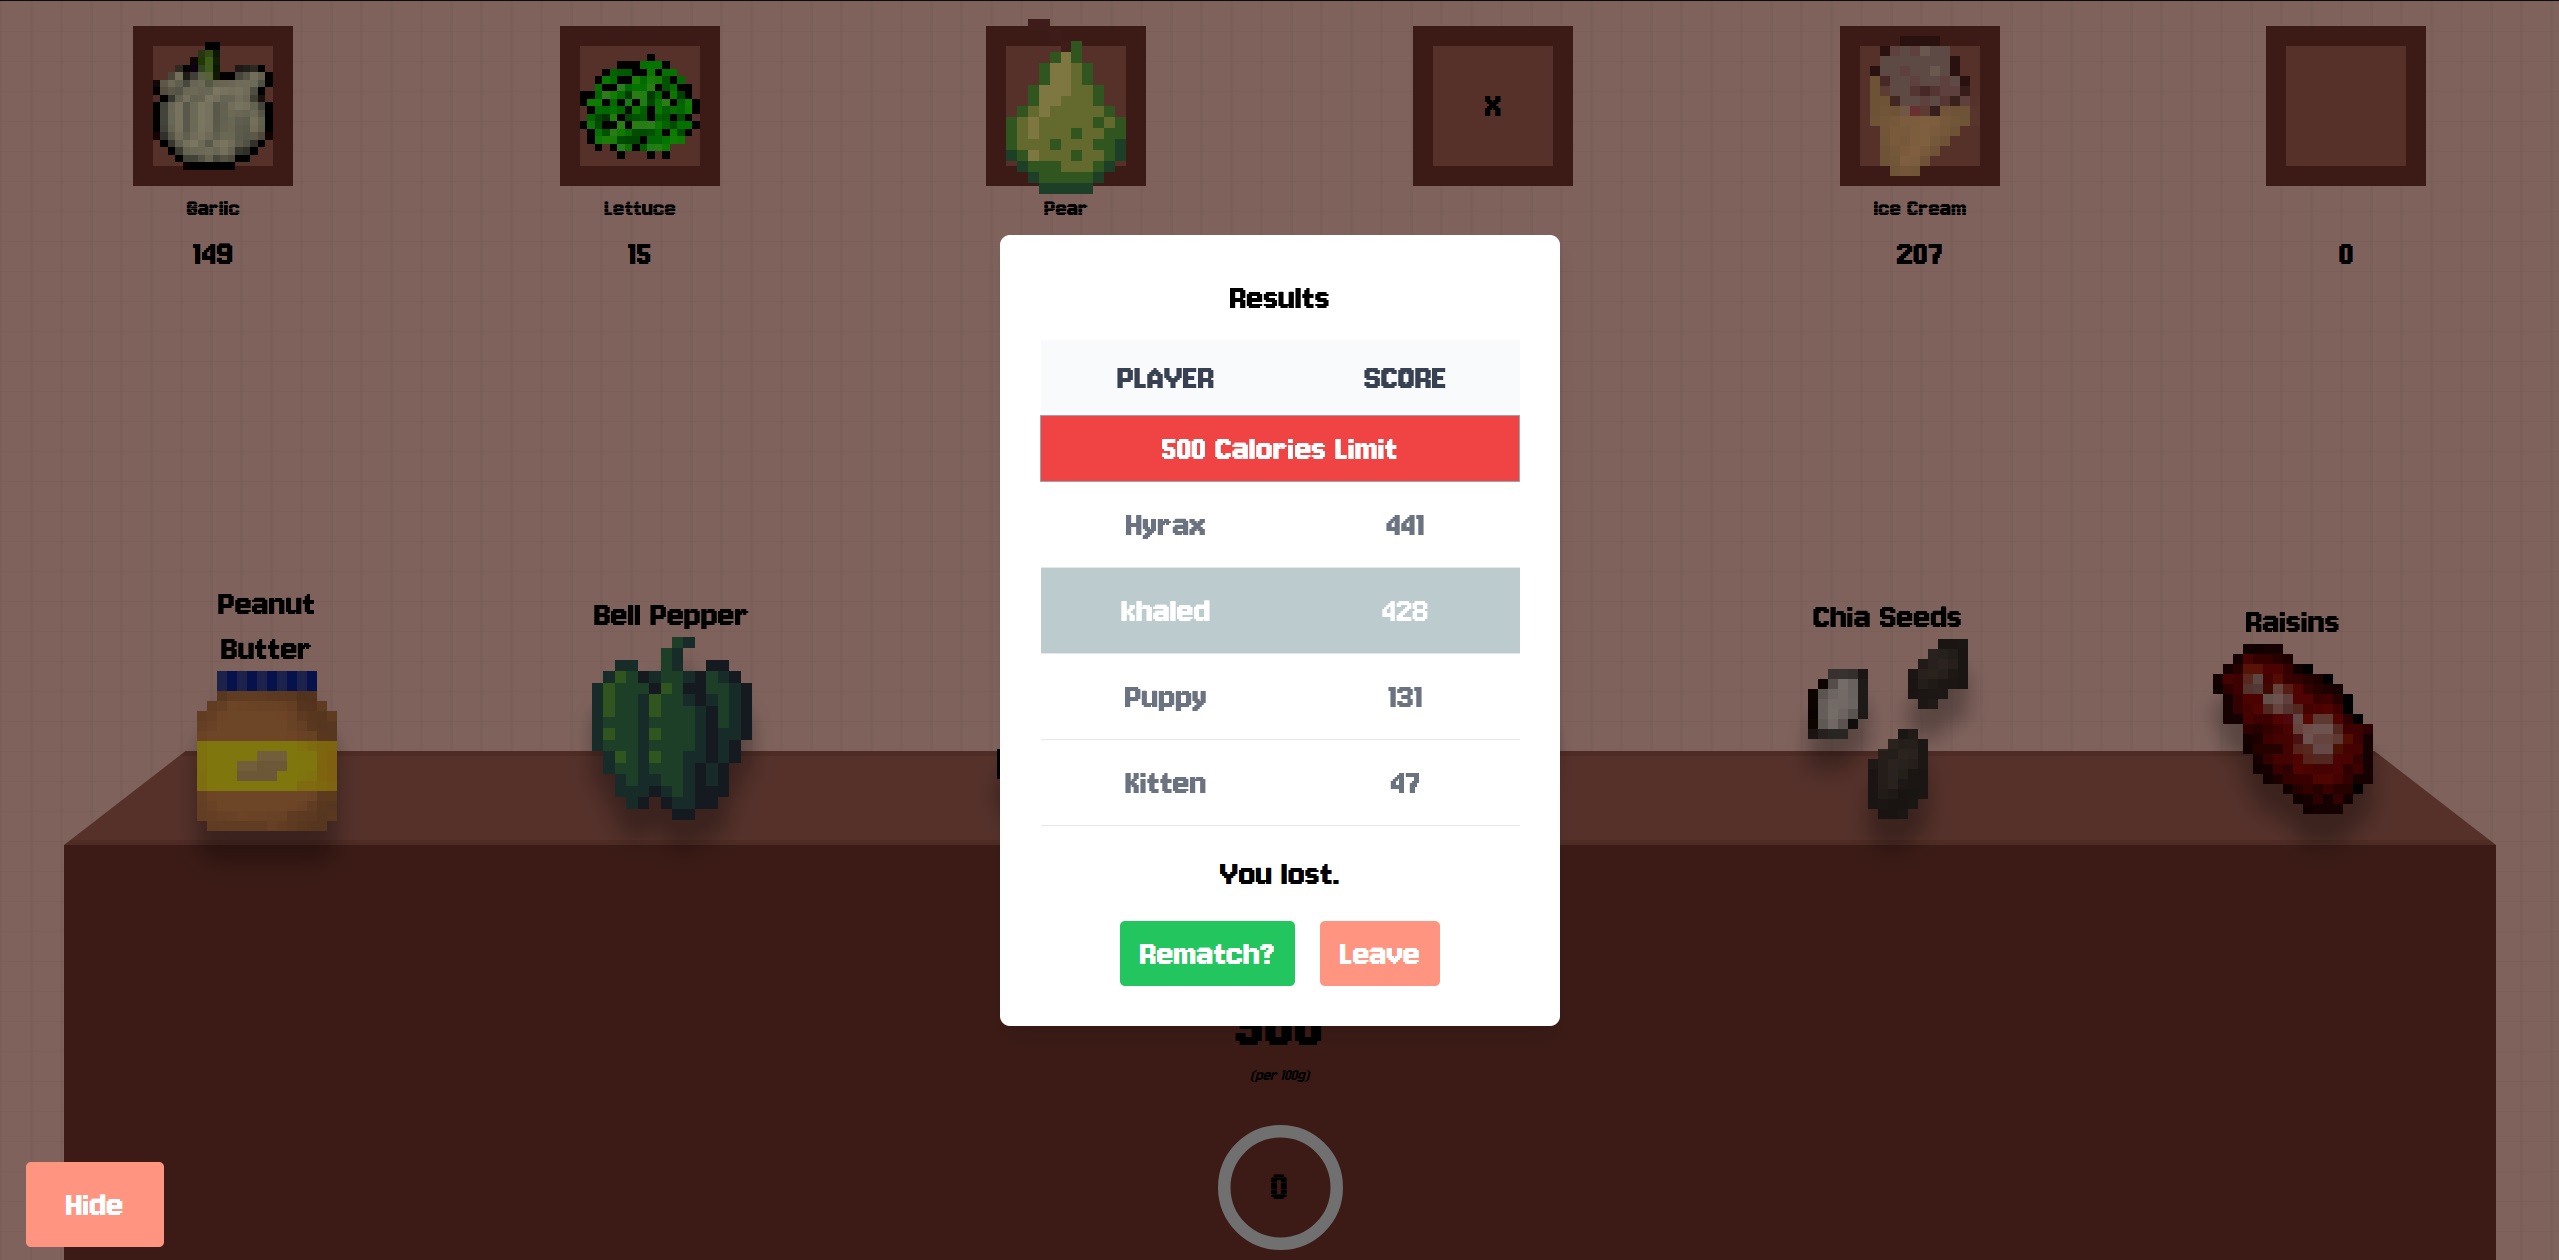 Garlic
149
Lettuce
15
Pear
x
Ice Cream
207
0
Results
PLAYER SCORE
500 Calories Limit
Hyrax 441
khaled 428
Puppy 131
Kitten 47
You lost.
Rematch? Leave
Peanut
Butter
Bell Pepper
Chia Seeds
Raisins
(per 100g)
0
Hide